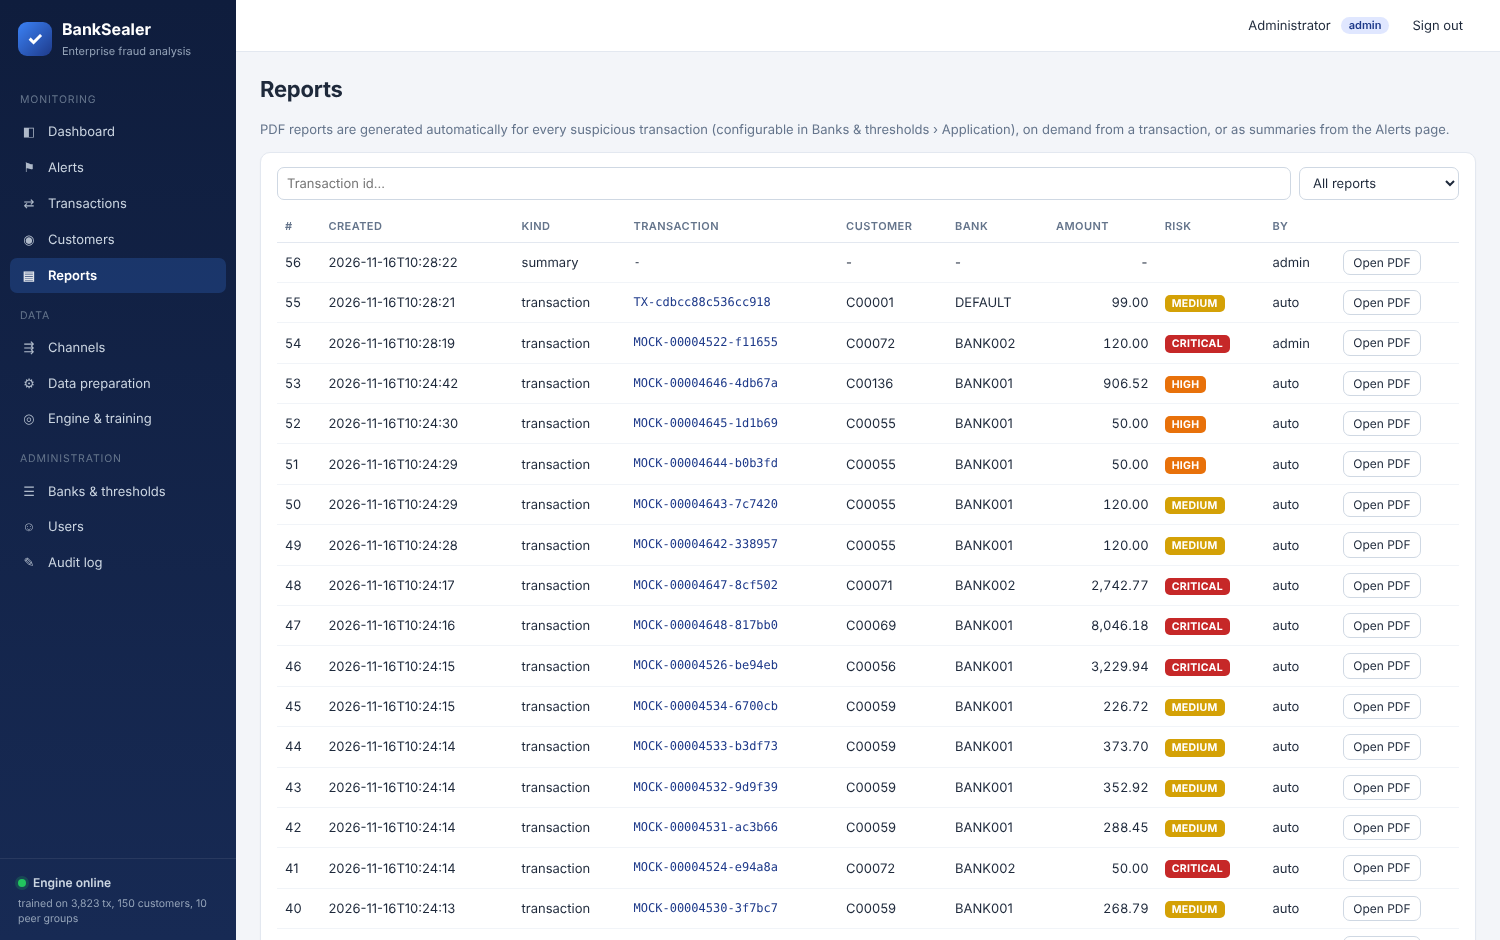 BankSealer
Enterprise fraud analysis
MONITORING
Dashboard
Alerts
Transactions
Customers
Reports
DATA
Channels
Data preparation
Engine & training
ADMINISTRATION
Banks & thresholds
Users
Audit log
Engine online
trained on 3,823 tx, 150 customers, 10
peer groups
Administrator admin Sign out
Reports
PDF reports are generated automatically for every suspicious transaction (configurable in Banks & thresholds › Application), on demand from a transaction, or as summaries from the Alerts page.
Transaction id... All reports
# CREATED KIND TRANSACTION CUSTOMER BANK AMOUNT RISK BY
56 2026-11-16T10:28:22 summary - - - - admin Open PDF
55 2026-11-16T10:28:21 transaction TX-cdbcc88c536cc918 C00001 DEFAULT 99.00 MEDIUM auto Open PDF
54 2026-11-16T10:28:19 transaction MOCK-00004522-f11655 C00072 BANK002 120.00 CRITICAL admin Open PDF
53 2026-11-16T10:24:42 transaction MOCK-00004646-4db67a C00136 BANK001 906.52 HIGH auto Open PDF
52 2026-11-16T10:24:30 transaction MOCK-00004645-1d1b69 C00055 BANK001 50.00 HIGH auto Open PDF
51 2026-11-16T10:24:29 transaction MOCK-00004644-b0b3fd C00055 BANK001 50.00 HIGH auto Open PDF
50 2026-11-16T10:24:29 transaction MOCK-00004643-7c7420 C00055 BANK001 120.00 MEDIUM auto Open PDF
49 2026-11-16T10:24:28 transaction MOCK-00004642-338957 C00055 BANK001 120.00 MEDIUM auto Open PDF
48 2026-11-16T10:24:17 transaction MOCK-00004647-8cf502 C00071 BANK002 2,742.77 CRITICAL auto Open PDF
47 2026-11-16T10:24:16 transaction MOCK-00004648-817bb0 C00069 BANK001 8,046.18 CRITICAL auto Open PDF
46 2026-11-16T10:24:15 transaction MOCK-00004526-be94eb C00056 BANK001 3,229.94 CRITICAL auto Open PDF
45 2026-11-16T10:24:15 transaction MOCK-00004534-6700cb C00059 BANK001 226.72 MEDIUM auto Open PDF
44 2026-11-16T10:24:14 transaction MOCK-00004533-b3df73 C00059 BANK001 373.70 MEDIUM auto Open PDF
43 2026-11-16T10:24:14 transaction MOCK-00004532-9d9f39 C00059 BANK001 352.92 MEDIUM auto Open PDF
42 2026-11-16T10:24:14 transaction MOCK-00004531-ac3b66 C00059 BANK001 288.45 MEDIUM auto Open PDF
41 2026-11-16T10:24:14 transaction MOCK-00004524-e94a8a C00072 BANK002 50.00 CRITICAL auto Open PDF
40 2026-11-16T10:24:13 transaction MOCK-00004530-3f7bc7 C00059 BANK001 268.79 MEDIUM auto Open PDF